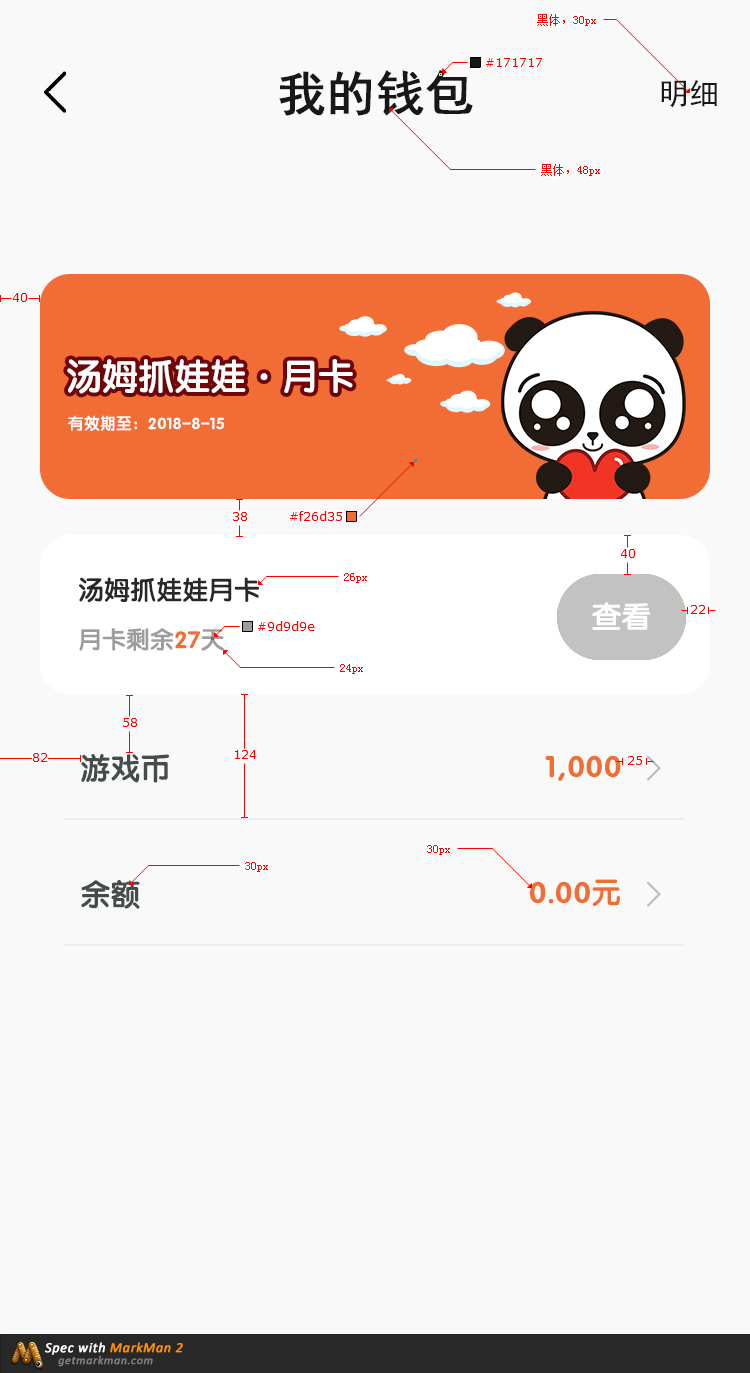 黑体，30px
#171717
我的钱包
明细
黑体，48px
40
汤姆抓娃娃·月卡
有效期至：2018-8-15
38
#f26d35
40
汤姆抓娃娃月卡
26px
查看
22
#9d9d9e
月卡剩余27天
24px
58
82
124
游戏币
1,000
25
30px
30px
余额
0.00元
Spec with MarkMan 2
getmarkman.com